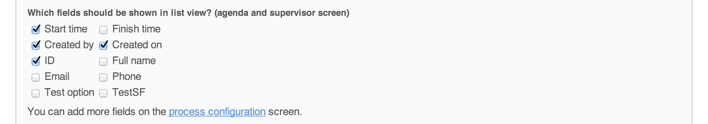 Which fields should be shown in list view? (agenda and supervisor screen)
Start time Finish time
Created by Created on
ID Full name
Email Phone
Test option TestSF
You can add more fields on the process configuration screen.